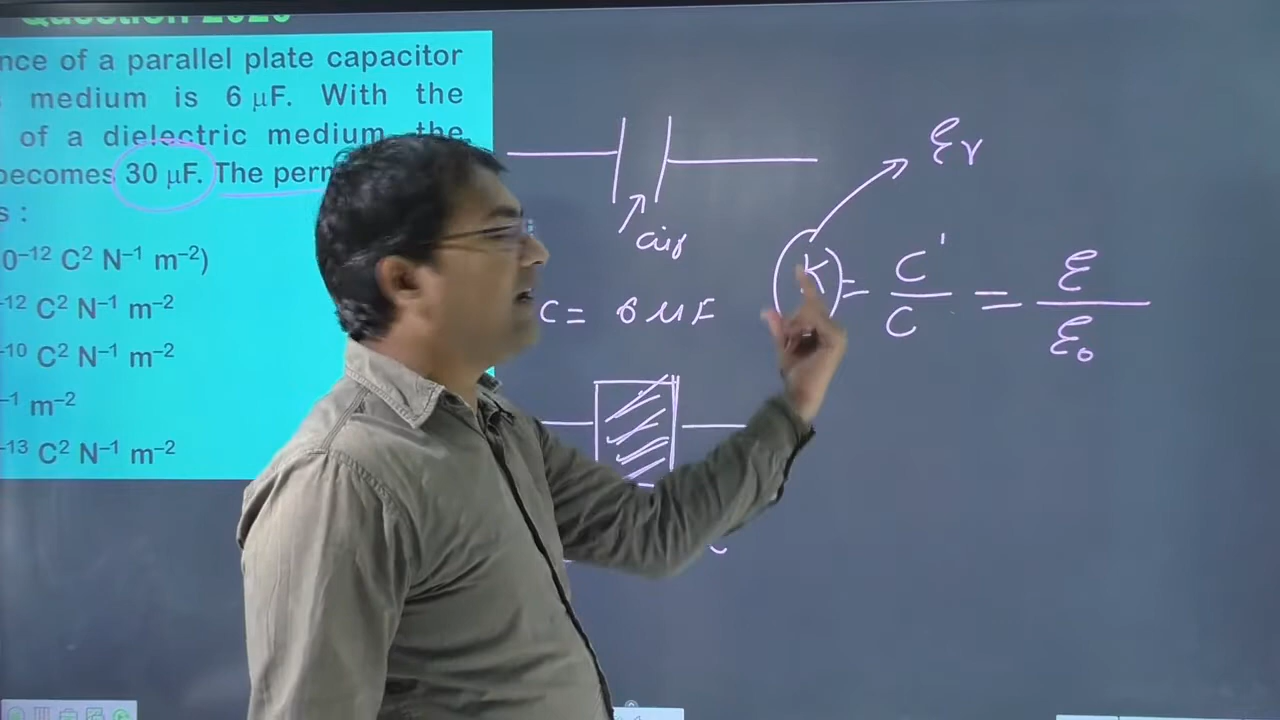 Question 2020
nce of a parallel plate capacitor
medium is 6 μF. With the
of a dielectric medium, the
becomes 30 μF. The perm
s :
0⁻¹² C² N⁻¹ m⁻²)
⁻¹² C² N⁻¹ m⁻²
⁻¹⁰ C² N⁻¹ m⁻²
⁻¹ m⁻²
⁻¹³ C² N⁻¹ m⁻²
air
C = 6 μF
εr
K = C'/C = ε/ε₀